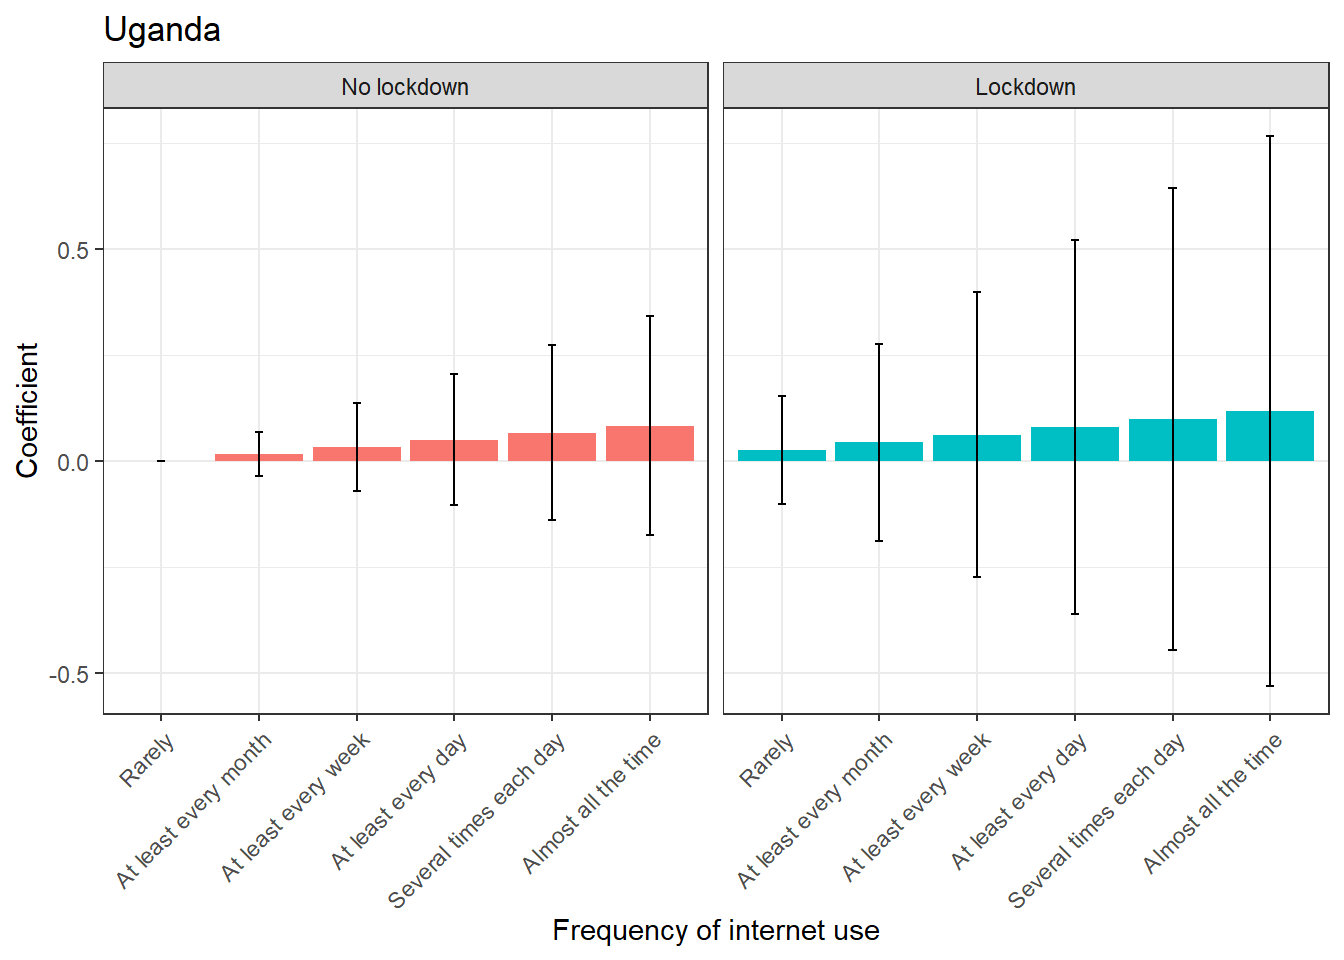 Uganda
No lockdown
Lockdown
Coefficient
0.5
0.0
-0.5
Rarely
At least every month
At least every week
At least every day
Several times each day
Almost all the time
Rarely
At least every month
At least every week
At least every day
Several times each day
Almost all the time
Frequency of internet use